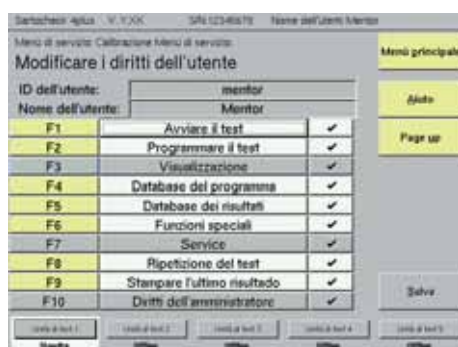 Sartocheck 4plus V. Y.XX S/N 12345678 Nome dell'utent Mentor
Menù di servizio: Calibrazione Menù di servizio:
Modificare i diritti dell'utente
ID dell'utente: mentor
Nome dell'utente: Mentor
F1 Avviare il test ✔
F2 Programmare il test ✔
F3 Visualizzazione ✔
F4 Database del programma ✔
F5 Database dei risultati ✔
F6 Funzioni speciali ✔
F7 Service ✔
F8 Ripetizione del test ✔
F9 Stampare l'ultimo risultado ✔
F10 Diritti dell'amministratore ✔
Menù principale
Aiuto
Page up
Salva